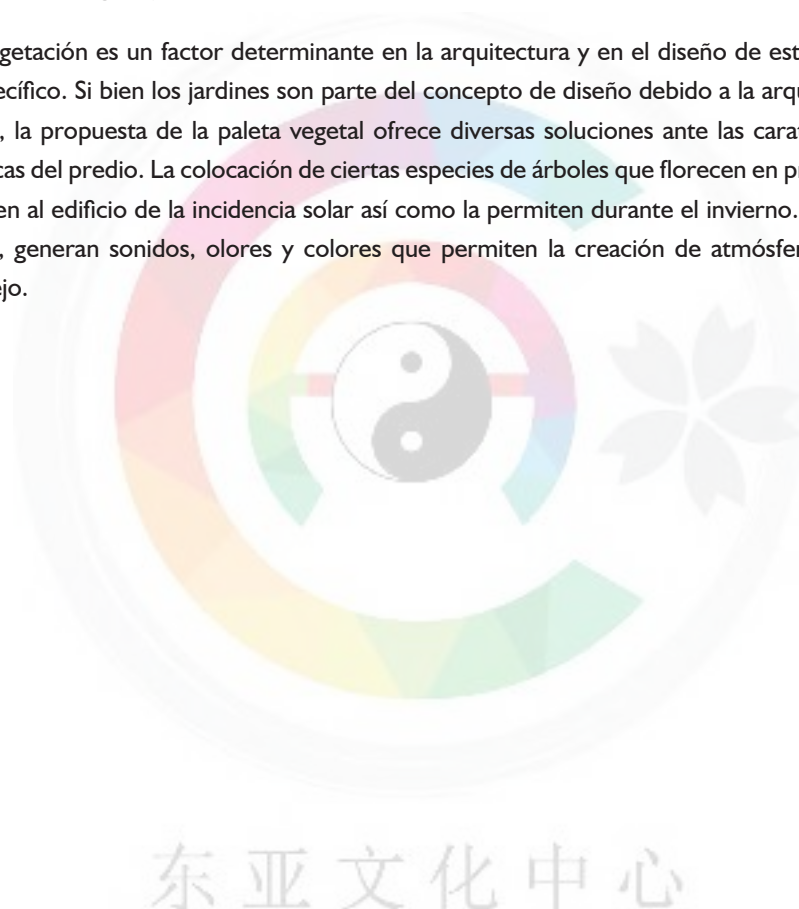 getación es un factor determinante en la arquitectura y en el diseño de est
ecífico. Si bien los jardines son parte del concepto de diseño debido a la arqu
, la propuesta de la paleta vegetal ofrece diversas soluciones ante las cara
cas del predio. La colocación de ciertas especies de árboles que florecen en pr
en al edificio de la incidencia solar así como la permiten durante el invierno.
, generan sonidos, olores y colores que permiten la creación de atmósfer
ejo.
东亚文化中心